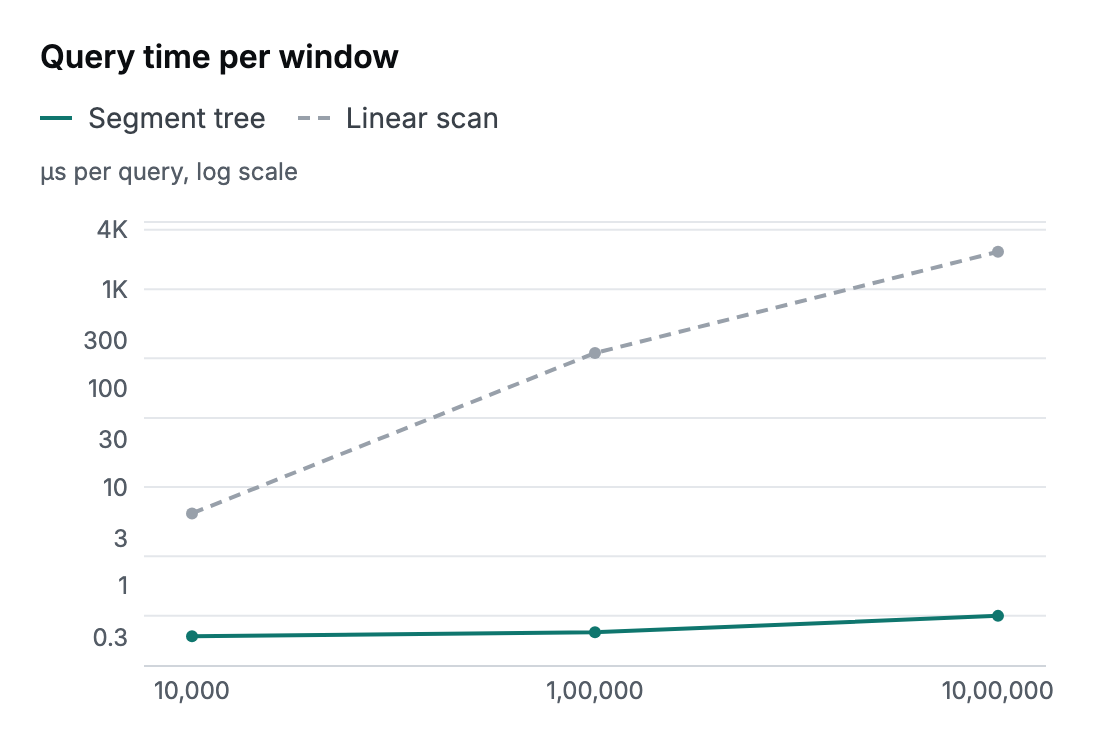 Query time per window
Segment tree Linear scan
µs per query, log scale
4K
1K
300
100
30
10
3
1
0.3
10,000 1,00,000 10,00,000